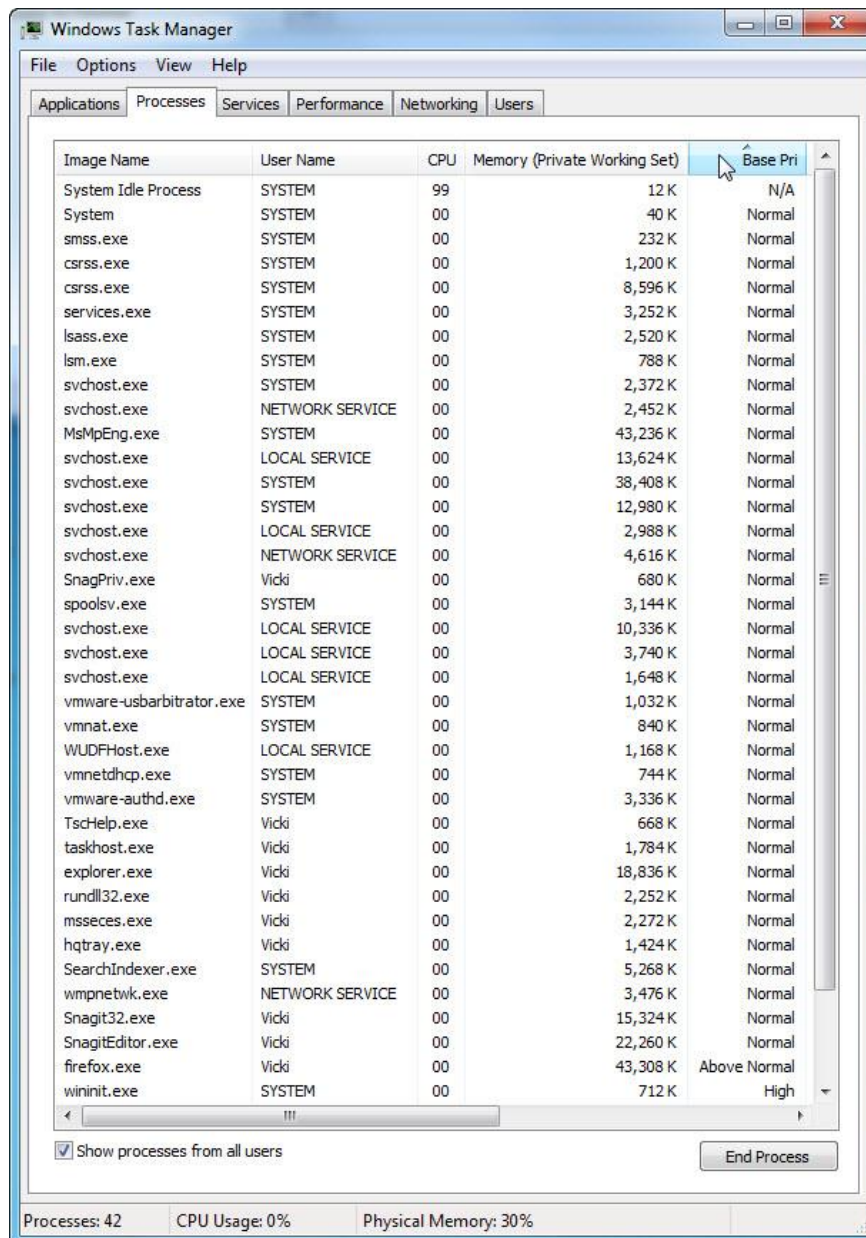 Windows Task Manager
File Options View Help
Applications Processes Services Performance Networking Users
Image Name User Name CPU Memory (Private Working Set) Base Pri
System Idle Process SYSTEM 99 12 K N/A
System SYSTEM 00 40 K Normal
smss.exe SYSTEM 00 232 K Normal
csrss.exe SYSTEM 00 1,200 K Normal
csrss.exe SYSTEM 00 8,596 K Normal
services.exe SYSTEM 00 3,252 K Normal
lsass.exe SYSTEM 00 2,520 K Normal
lsm.exe SYSTEM 00 788 K Normal
svchost.exe SYSTEM 00 2,372 K Normal
svchost.exe NETWORK SERVICE 00 2,452 K Normal
MsMpEng.exe SYSTEM 00 43,236 K Normal
svchost.exe LOCAL SERVICE 00 13,624 K Normal
svchost.exe SYSTEM 00 38,408 K Normal
svchost.exe SYSTEM 00 12,980 K Normal
svchost.exe LOCAL SERVICE 00 2,988 K Normal
svchost.exe NETWORK SERVICE 00 4,616 K Normal
SnagPriv.exe Vicki 00 680 K Normal
spoolsv.exe SYSTEM 00 3,144 K Normal
svchost.exe LOCAL SERVICE 00 10,336 K Normal
svchost.exe LOCAL SERVICE 00 3,740 K Normal
svchost.exe LOCAL SERVICE 00 1,648 K Normal
vmware-usbarbitrator.exe SYSTEM 00 1,032 K Normal
vmnat.exe SYSTEM 00 840 K Normal
WUDFHost.exe LOCAL SERVICE 00 1,168 K Normal
vmnetdhcp.exe SYSTEM 00 744 K Normal
vmware-authd.exe SYSTEM 00 3,336 K Normal
TscHelp.exe Vicki 00 668 K Normal
taskhost.exe Vicki 00 1,784 K Normal
explorer.exe Vicki 00 18,836 K Normal
rundll32.exe Vicki 00 2,252 K Normal
msseces.exe Vicki 00 2,272 K Normal
hqtray.exe Vicki 00 1,424 K Normal
SearchIndexer.exe SYSTEM 00 5,268 K Normal
wmpnetwk.exe NETWORK SERVICE 00 3,476 K Normal
Snagit32.exe Vicki 00 15,324 K Normal
SnagitEditor.exe Vicki 00 22,260 K Normal
firefox.exe Vicki 00 43,308 K Above Normal
wininit.exe SYSTEM 00 712 K High
Show processes from all users
End Process
Processes: 42 CPU Usage: 0% Physical Memory: 30%